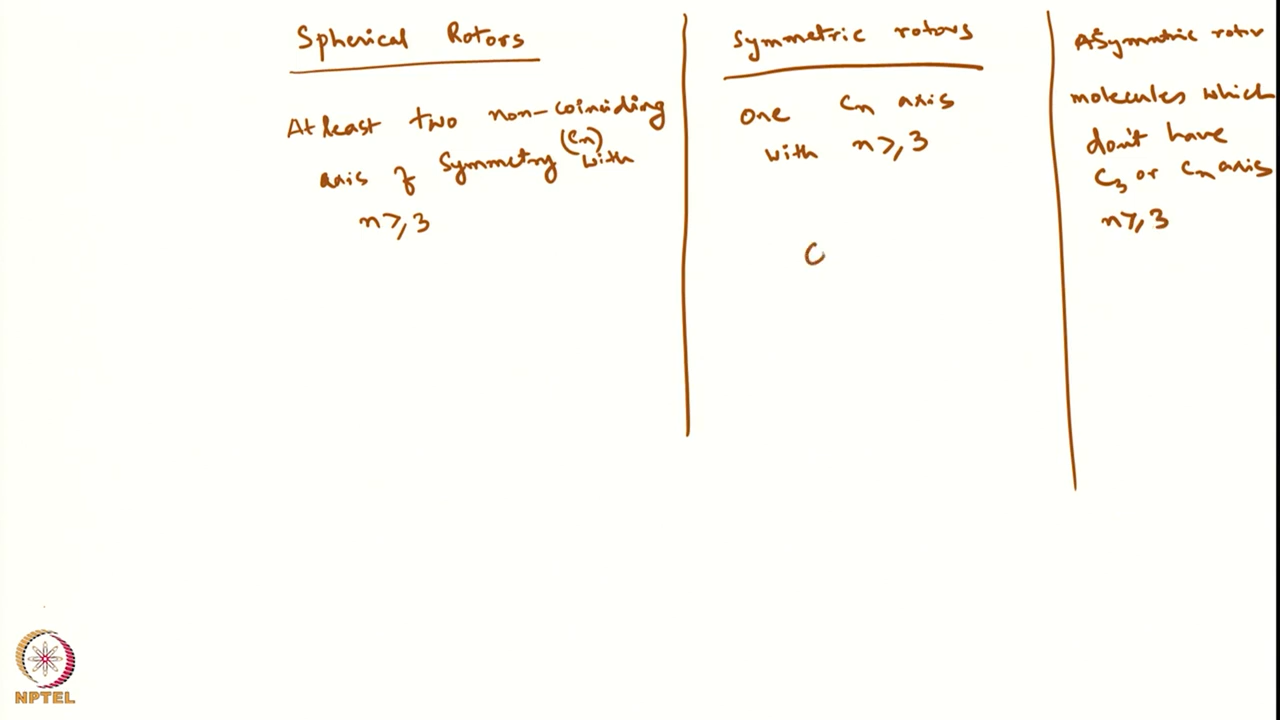 Spherical Rotors
At least two non-coinciding
axis of symmetry (Cn) with
n ≥ 3
Symmetric rotors
One Cn axis
with n ≥ 3
C
ASymmetric rotor
molecules which
don't have
C3 or Cn axis
n ≥ 3
NPTEL